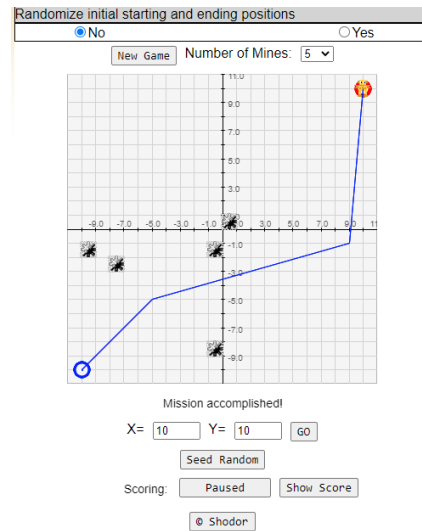 Randomize initial starting and ending positions
No Yes
New Game Number of Mines: 5
11.0
9.0
7.0
5.0
3.0
-9.0 -7.0 -5.0 -3.0 -1.0 3.0 5.0 7.0 9.0 11
-1.0
-3.0
-5.0
-7.0
-9.0
Mission accomplished!
X= 10 Y= 10 GO
Seed Random
Scoring: Paused Show Score
© Shodor